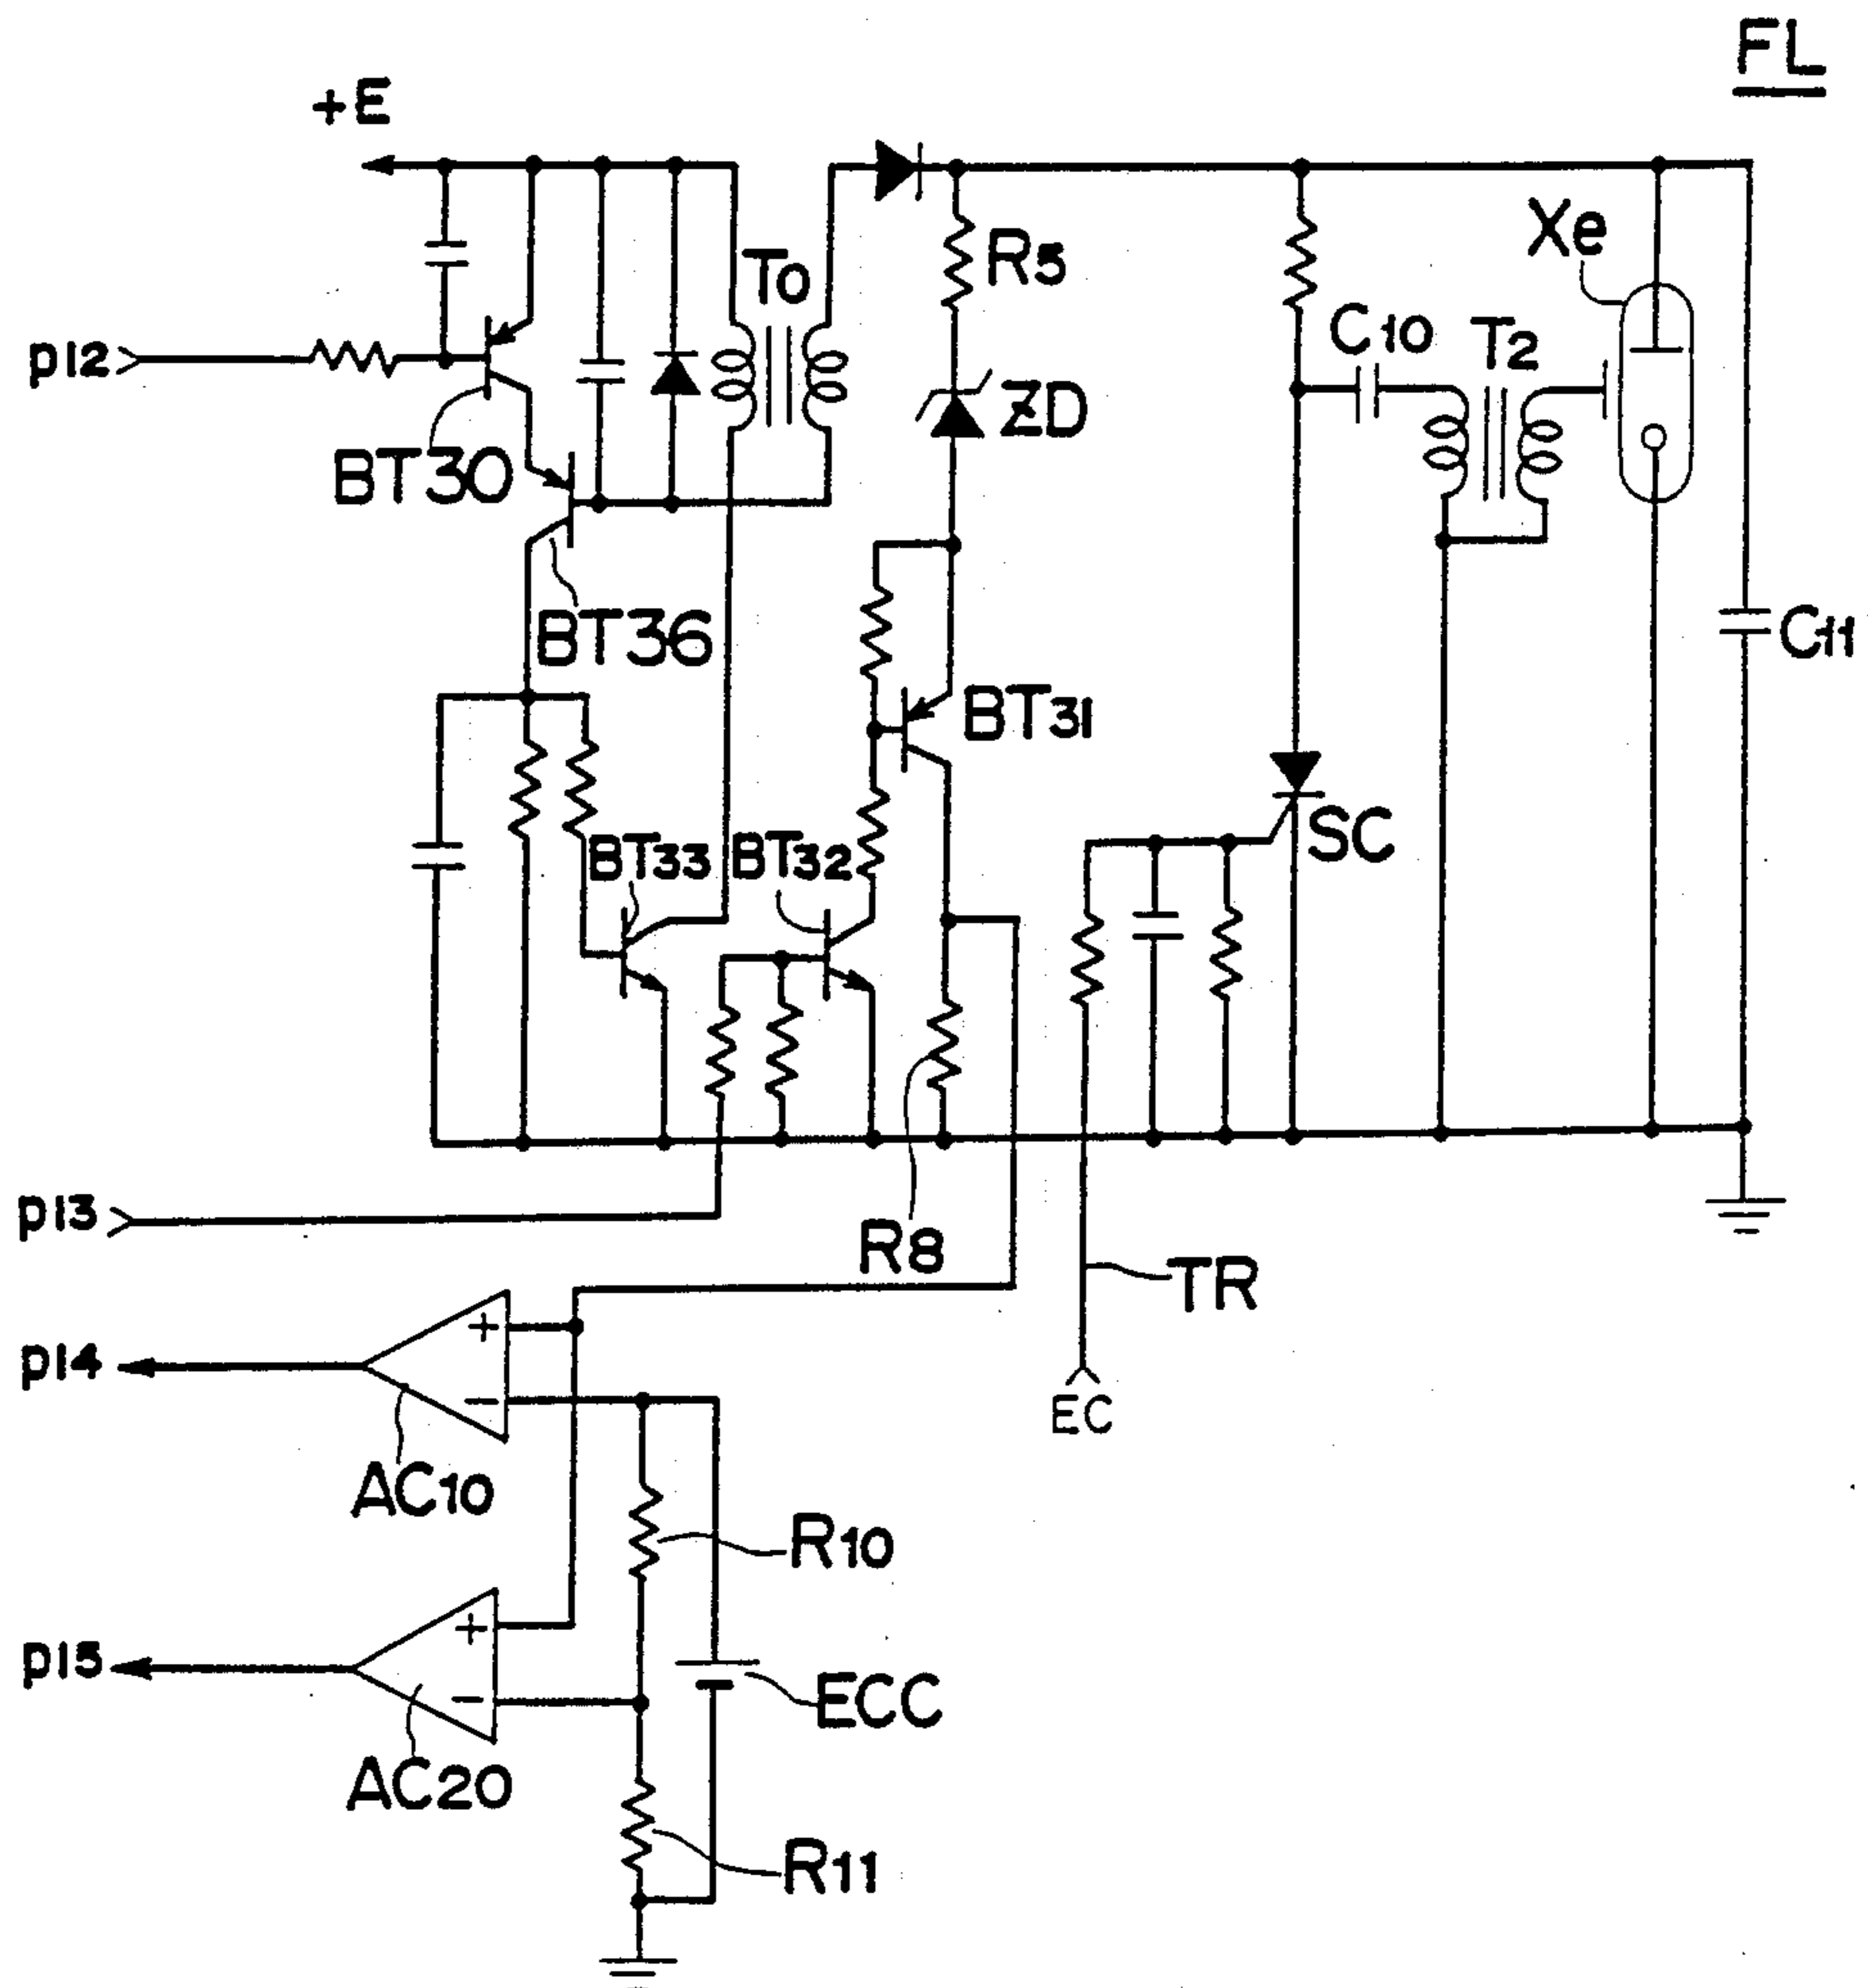 FL
+E
Xe
T0
R5
C10
T2
p12
ZD
BT30
BT36
C11
BT31
SC
BT33
BT32
p13
R8
TR
+
p14
−
EC
AC10
R10
+
p15
−
ECC
AC20
R11